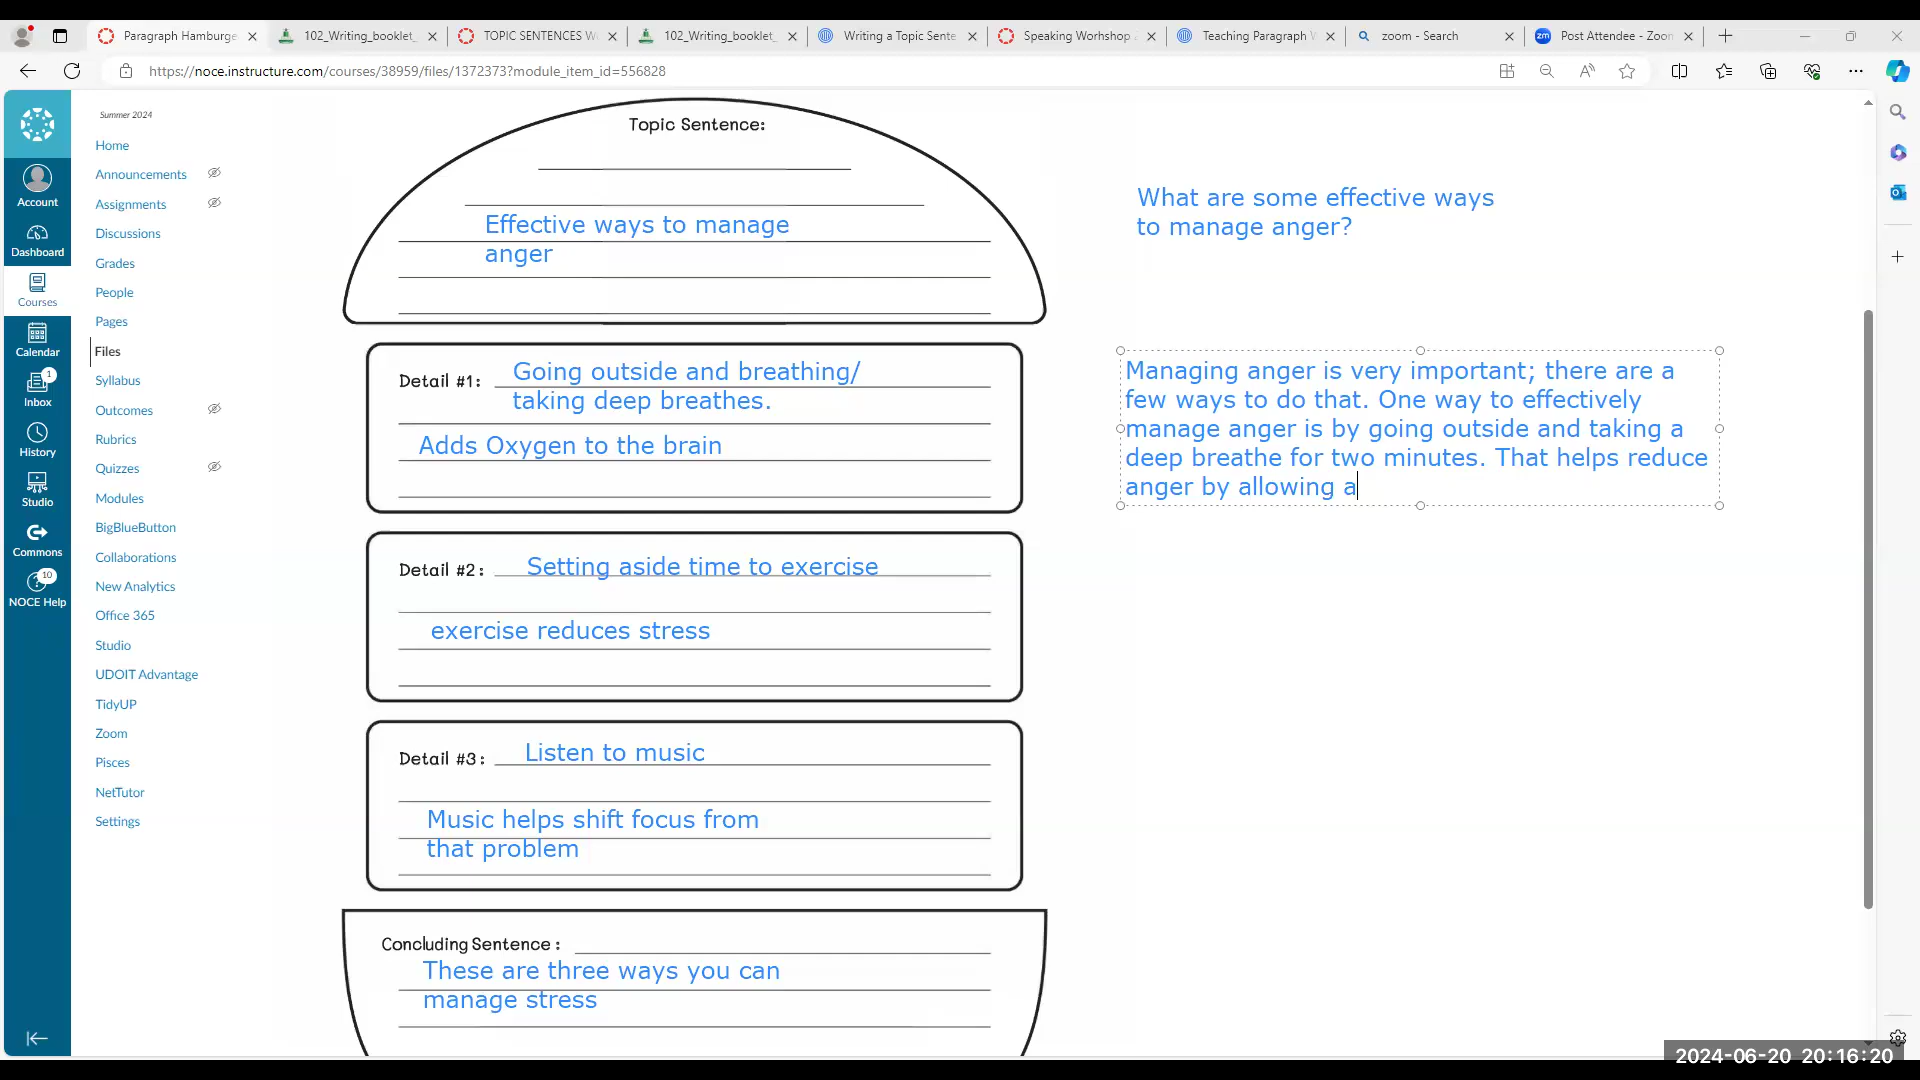 Paragraph Hamburge
102_Writing_booklet_
TOPIC SENTENCES W
102_Writing_booklet_
Writing a Topic Sente
Speaking Worhshop
Teaching Paragraph
zoom - Search
zm
Post Attendee - Zoon
https://noce.instructure.com/courses/38959/files/1372373?module_item_id=556828
Summer 2024
Home
Announcements
Assignments
Discussions
Grades
People
Pages
Files
Syllabus
Outcomes
Rubrics
Quizzes
Modules
BigBlueButton
Collaborations
New Analytics
Office 365
Studio
UDOIT Advantage
TidyUP
Zoom
Pisces
NetTutor
Settings
Account
Dashboard
Courses
Calendar
1
Inbox
History
Studio
Commons
10
NOCE Help
Topic Sentence:
Effective ways to manage
anger
Detail #1:
Going outside and breathing/
taking deep breathes.
Adds Oxygen to the brain
Detail #2:
Setting aside time to exercise
exercise reduces stress
Detail #3:
Listen to music
Music helps shift focus from
that problem
Concluding Sentence :
These are three ways you can
manage stress
What are some effective ways
to manage anger?
Managing anger is very important; there are a
few ways to do that. One way to effectively
manage anger is by going outside and taking a
deep breathe for two minutes. That helps reduce
anger by allowing a
2024-06-20 20:16:20